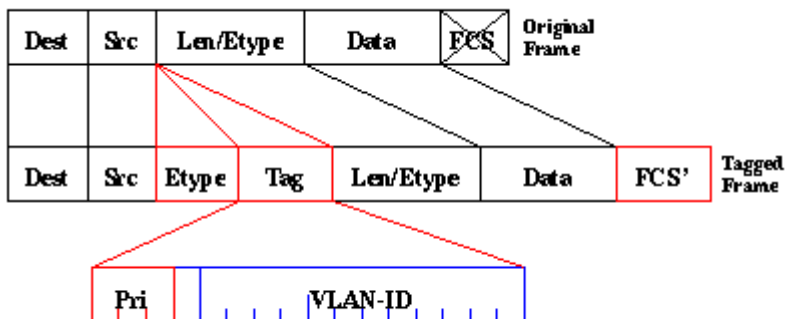 Dest Src Len/Etype Data FCS Original Frame
Dest Src Etype Tag Len/Etype Data FCS’ Tagged Frame
Pri VLAN-ID